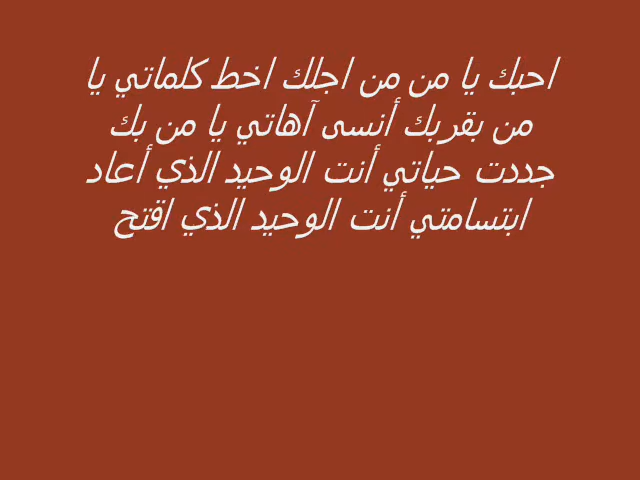 احبك يا من من اجلك اخط كلماتي يا
من بقربك أنسى آهاتي يا من بك
جددت حياتي أنت الوحيد الذي أعاد
ابتسامتي أنت الوحيد الذي اقتح